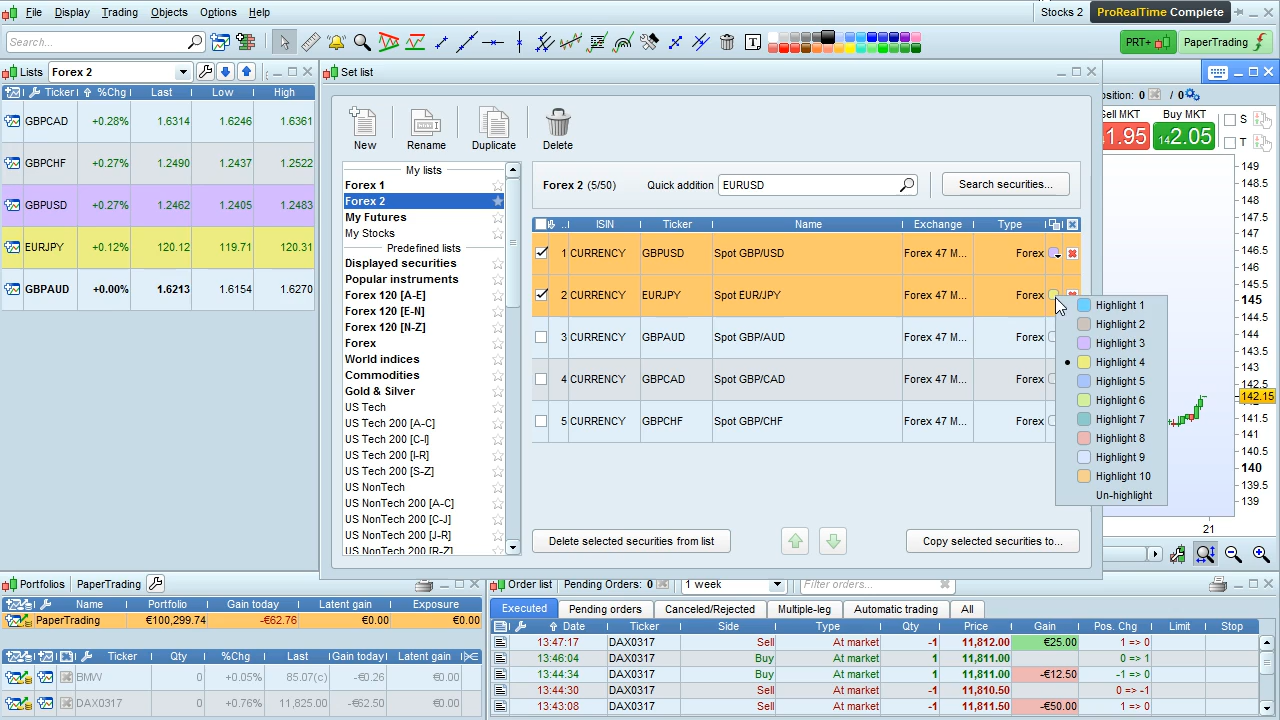 File Display Trading Objects Options Help Stocks 2 ProRealTime Complete
Search... T PRT+ PaperTrading
Lists Forex 2
Ticker %Chg Last Low High
GBPCAD +0.28% 1.6314 1.6246 1.6361
GBPCHF +0.27% 1.2490 1.2437 1.2522
GBPUSD +0.27% 1.2462 1.2405 1.2483
EURJPY +0.12% 120.12 119.71 120.31
GBPAUD +0.00% 1.6213 1.6154 1.6270
Set list
New Rename Duplicate Delete
My lists
Forex 1
Forex 2
My Futures
My Stocks
Predefined lists
Displayed securities
Popular instruments
Forex 120 [A-E]
Forex 120 [E-N]
Forex 120 [N-Z]
Forex
World indices
Commodities
Gold & Silver
US Tech
US Tech 200 [A-C]
US Tech 200 [C-I]
US Tech 200 [I-R]
US Tech 200 [S-Z]
US NonTech
US NonTech 200 [A-C]
US NonTech 200 [C-J]
US NonTech 200 [J-R]
US NonTech 200 [R-Z]
Forex 2 (5/50) Quick addition EURUSD Search securities...
.. ISIN Ticker Name Exchange Type
1 CURRENCY GBPUSD Spot GBP/USD Forex 47 M... Forex
2 CURRENCY EURJPY Spot EUR/JPY Forex 47 M... Forex
3 CURRENCY GBPAUD Spot GBP/AUD Forex 47 M... Forex
4 CURRENCY GBPCAD Spot GBP/CAD Forex 47 M... Forex
5 CURRENCY GBPCHF Spot GBP/CHF Forex 47 M... Forex
Highlight 1
Highlight 2
Highlight 3
Highlight 4
Highlight 5
Highlight 6
Highlight 7
Highlight 8
Highlight 9
Highlight 10
Un-highlight
Delete selected securities from list Copy selected securities to...
osition: 0 / 0
Sell MKT Buy MKT
1.95 142.05
S
T
149
148.5
148
147.5
147
146.5
146
145.5
145
144.5
144
143.5
143
142.5
142.15
141.5
141
140.5
140
139.5
139
21
Portfolios PaperTrading
Name Portfolio Gain today Latent gain Exposure
PaperTrading €100,299.74 -€62.76 €0.00 €0.00
Ticker Qty %Chg Last Gain today Latent gain
BMW 0 +0.05% 85.07(c) -€0.26 €0.00
DAX0317 0 +0.76% 11,825.00 -€62.50 €0.00
Order list Pending Orders: 0 1 week Filter orders...
Executed Pending orders Canceled/Rejected Multiple-leg Automatic trading All
Date Ticker Side Type Qty Price Gain Pos. Chg Limit Stop
13:47:17 DAX0317 Sell At market -1 11,812.00 €25.00 1 => 0
13:46:04 DAX0317 Buy At market 1 11,811.00 0 => 1
13:44:34 DAX0317 Buy At market 1 11,811.00 -€12.50 -1 => 0
13:44:30 DAX0317 Sell At market -1 11,810.50 0 => -1
13:43:08 DAX0317 Sell At market -1 11,811.50 -€50.00 1 => 0